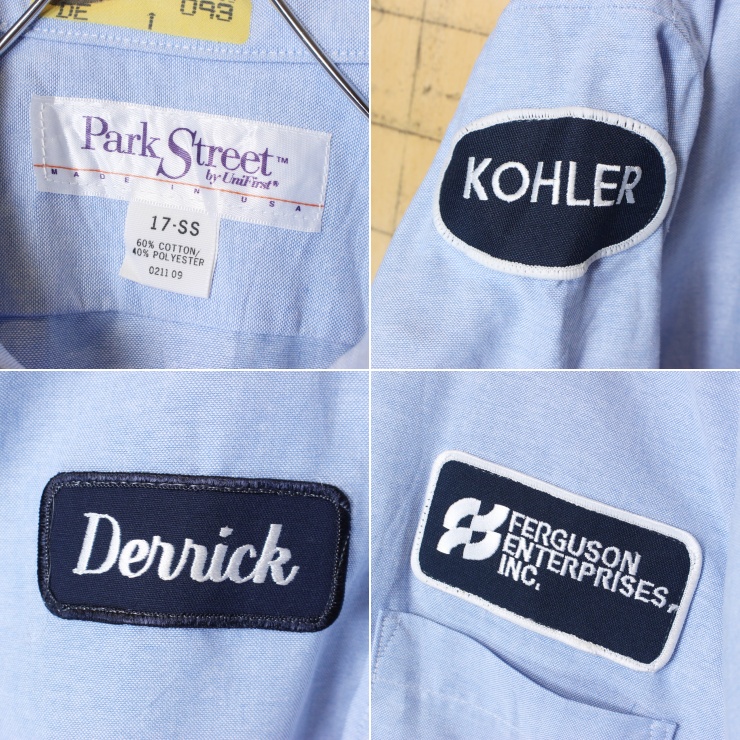 DE 1 093
Park Street™
by UniFirst®
MADE IN USA
17-SS
60% COTTON/
40% POLYESTER
0211 09
KOHLER
Derrick
FERGUSON
ENTERPRISES,
INC.